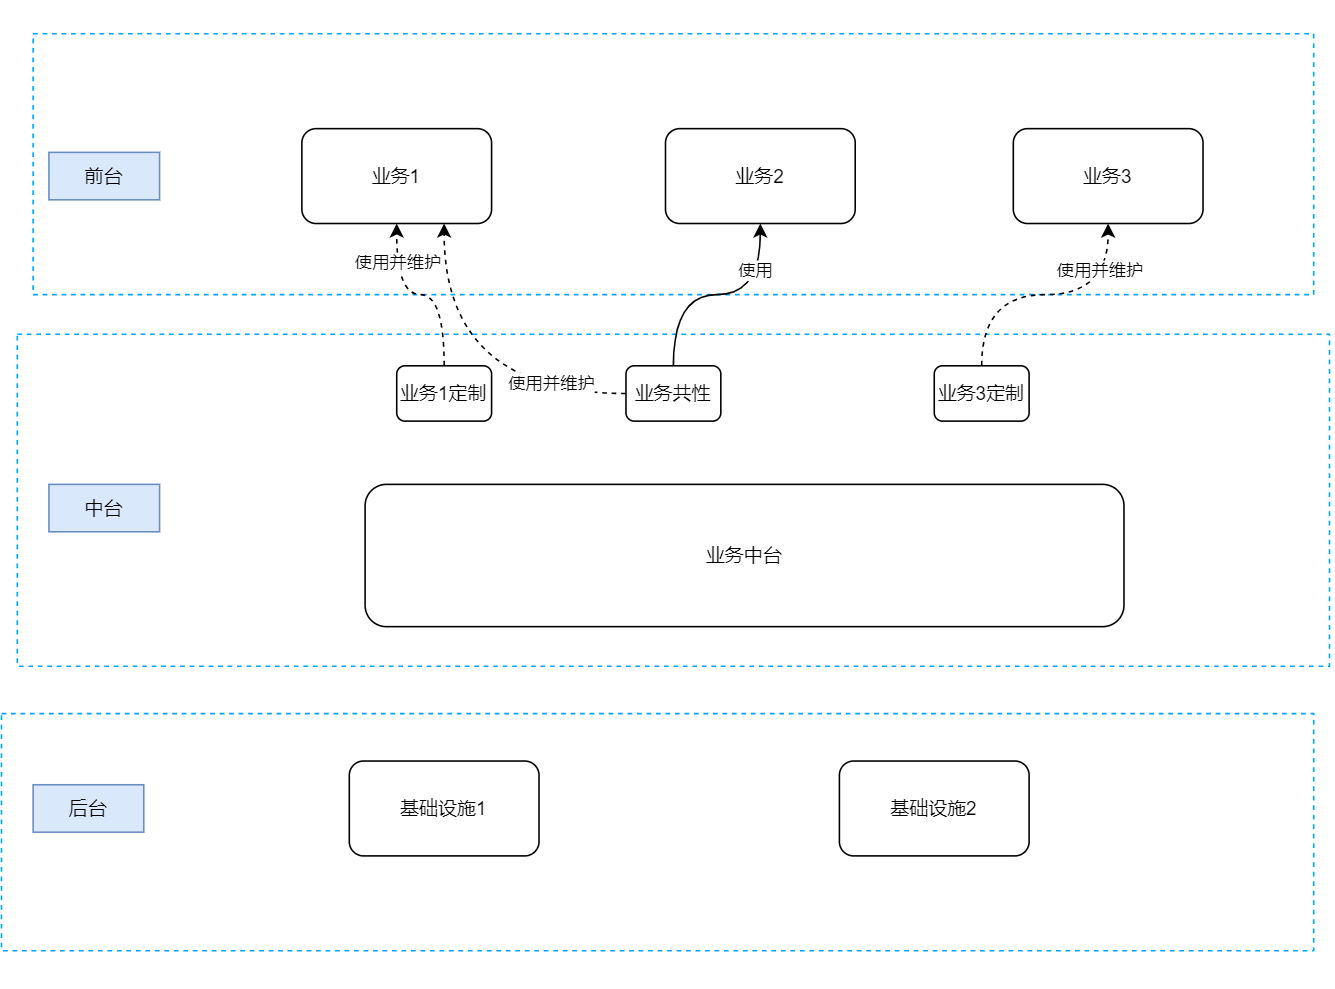 前台
业务1
业务2
业务3
使用并维护
使用
使用并维护
使用并维护
业务1定制
业务共性
业务3定制
中台
业务中台
后台
基础设施1
基础设施2